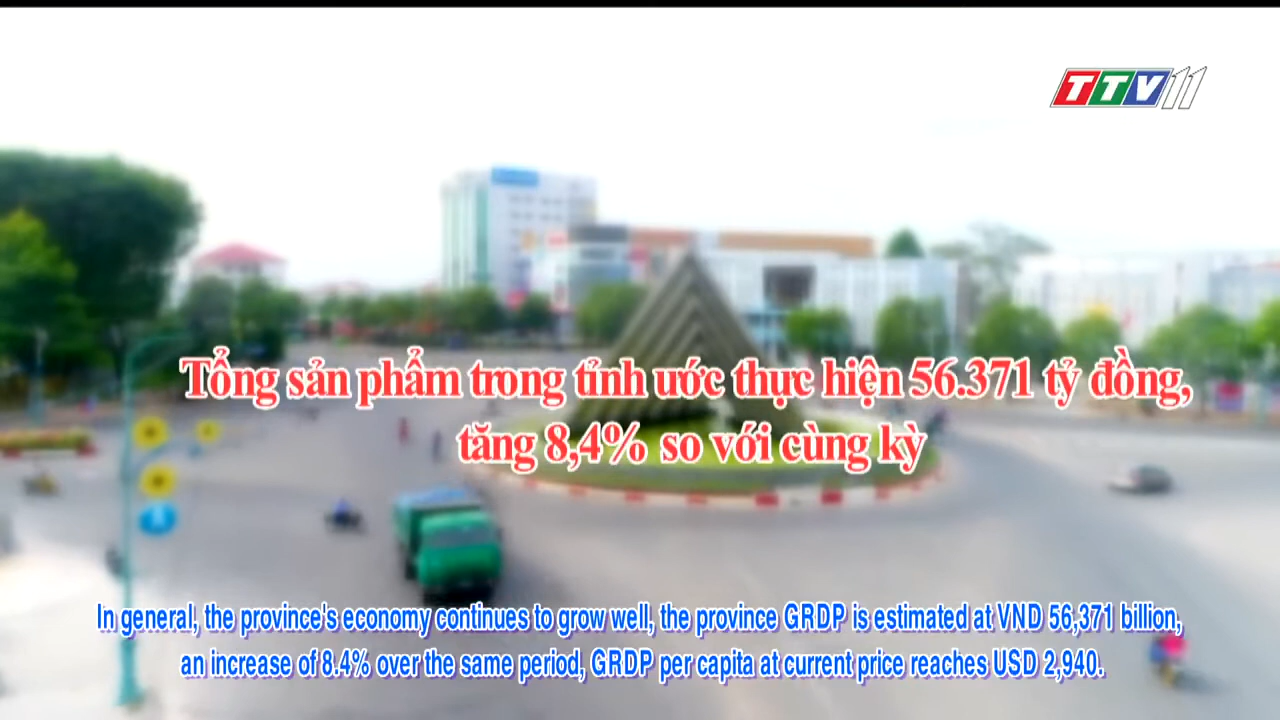 TTV11
Tổng sản phẩm trong tỉnh ước thực hiện 56.371 tỷ đồng,
tăng 8,4% so với cùng kỳ
In general, the province's economy continues to grow well, the province GRDP is estimated at VND 56,371 billion,
an increase of 8.4% over the same period, GRDP per capita at current price reaches USD 2,940.